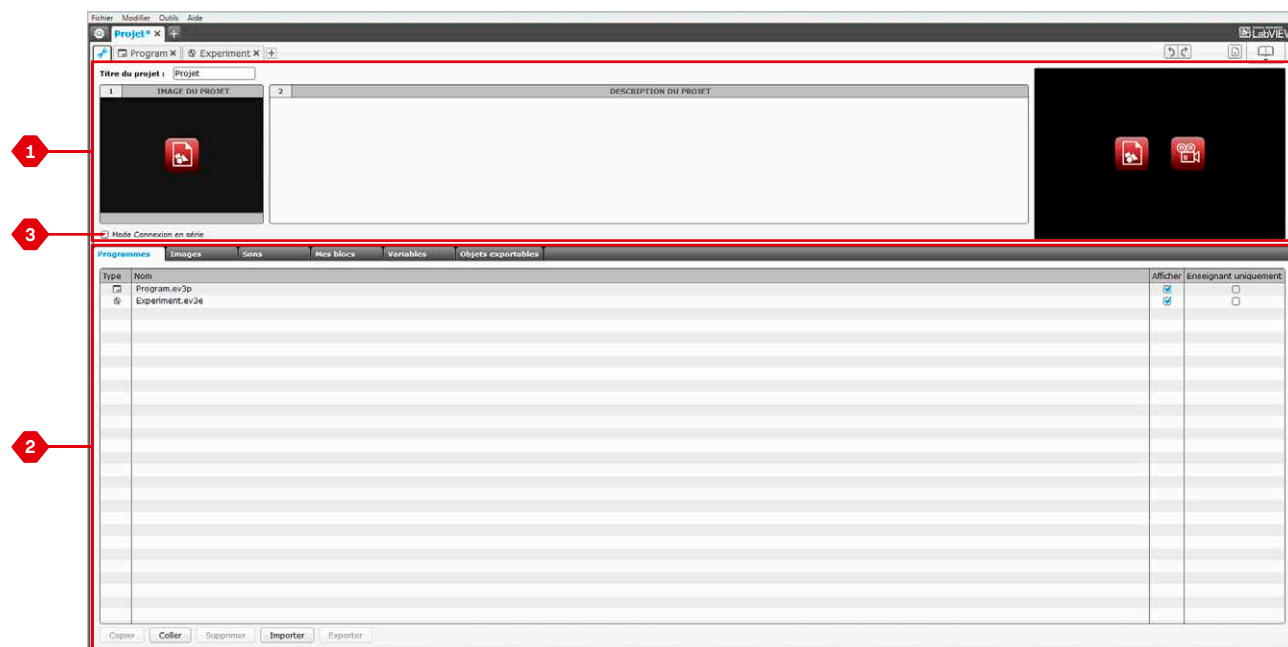 Fichier Modifier Outils Aide
Projet* × +
LabVIEW
Program × Experiment × +
Titre du projet : Projet
1 IMAGE DU PROJET 2 DESCRIPTION DU PROJET
1
3
Mode Connexion en série
Programmes Images Sons Mes blocs Variables Objets exportables
Type Nom Afficher Enseignant uniquement
Program.ev3p
Experiment.ev3e
2
Copier Coller Supprimer Importer Exporter